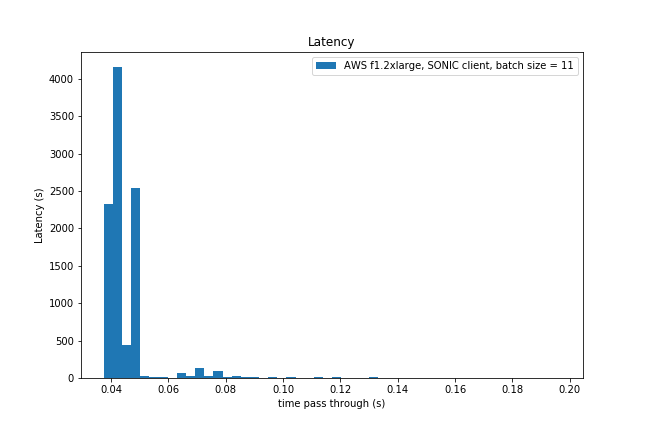 Latency
AWS f1.2xlarge, SONIC client, batch size = 11
Latency (s)
4000
3500
3000
2500
2000
1500
1000
500
0
0.04 0.06 0.08 0.10 0.12 0.14 0.16 0.18 0.20
time pass through (s)